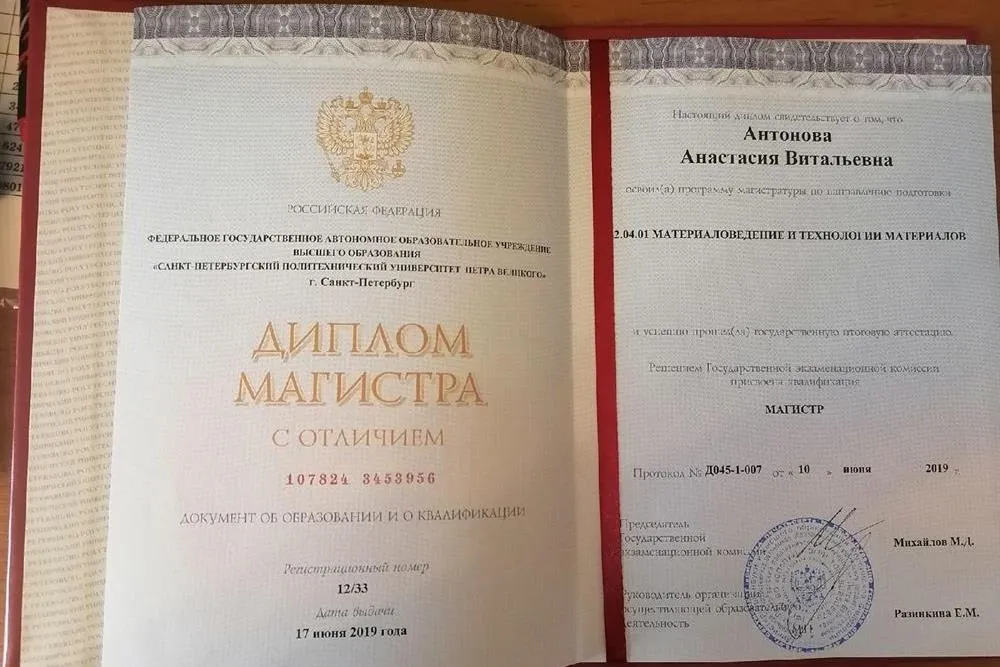 РОССИЙСКАЯ ФЕДЕРАЦИЯ
ФЕДЕРАЛЬНОЕ ГОСУДАРСТВЕННОЕ АВТОНОМНОЕ ОБРАЗОВАТЕЛЬНОЕ УЧРЕЖДЕНИЕ
ВЫСШЕГО ОБРАЗОВАНИЯ
«САНКТ-ПЕТЕРБУРГСКИЙ ПОЛИТЕХНИЧЕСКИЙ УНИВЕРСИТЕТ ПЕТРА ВЕЛИКОГО»
г. Санкт-Петербург
ДИПЛОМ
МАГИСТРА
С ОТЛИЧИЕМ
107824 3453956
ДОКУМЕНТ ОБ ОБРАЗОВАНИИ И О КВАЛИФИКАЦИИ
Регистрационный номер
12/33
Дата выдачи
17 июня 2019 года
Настоящий диплом свидетельствует о том, что
Антонова
Анастасия Витальевна
освоил(а) программу магистратуры по направлению подготовки
2.04.01 МАТЕРИАЛОВЕДЕНИЕ И ТЕХНОЛОГИИ МАТЕРИАЛОВ
и успешно прошел(ла) государственную итоговую аттестацию
Решением Государственной экзаменационной комиссии
присвоена квалификация
МАГИСТР
Протокол № Д045-1-007 от « 10 » июня 2019 г.
Председатель
Государственной
экзаменационной комиссии
Михайлов М.Д.
Руководитель организации,
осуществляющей образовательную
деятельность
Разинкина Е.М.